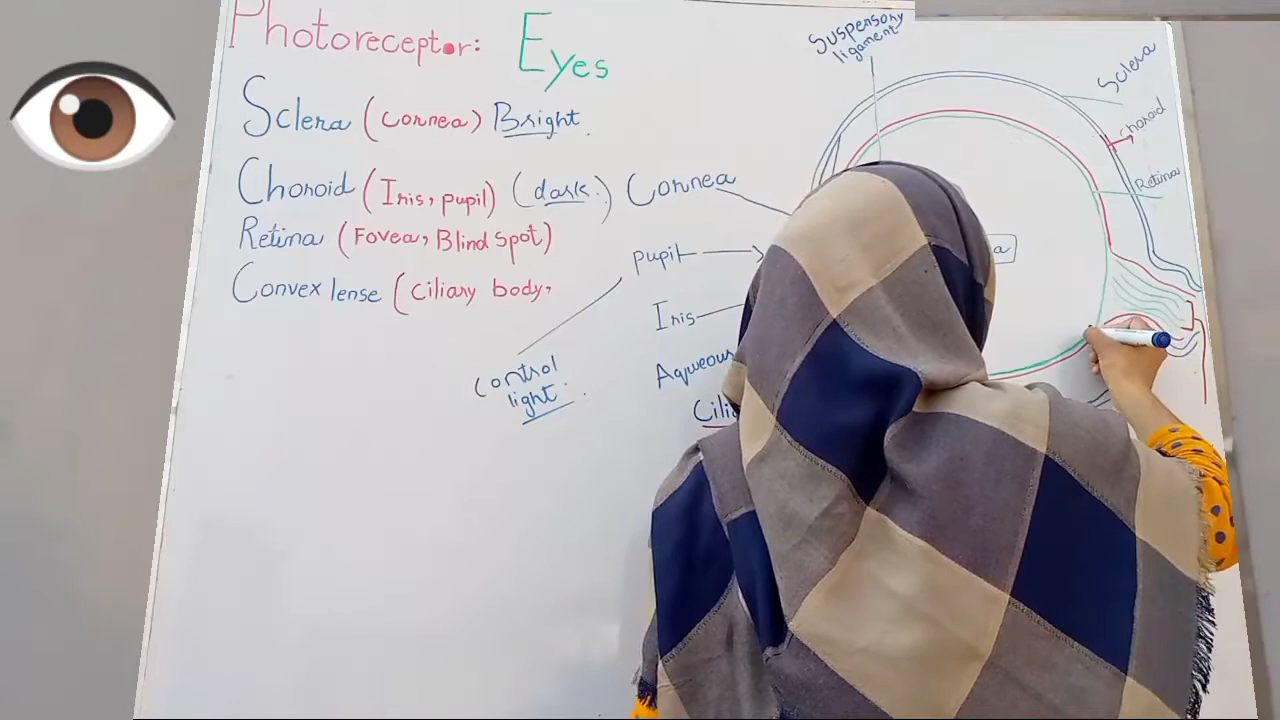 Photoreceptor: Eyes
Sclera (Cornea) Bright.
Choroid (Iris, pupil) (dark.)
Retina (Fovea, Blind spot)
Convex lense (ciliary body,
Control
light.
Suspensory
ligament
Cornea
pupil
Iris
Aqueous
Sclera
Choroid
Retina